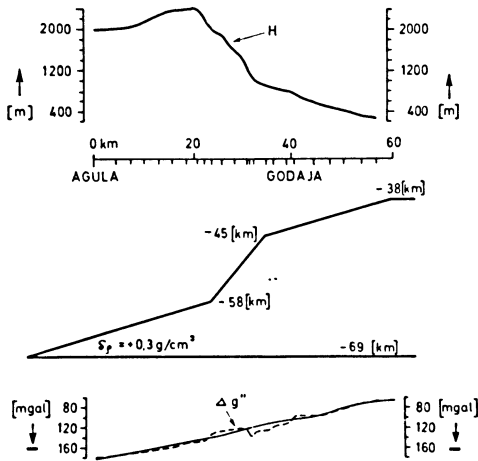 2000
H
2000
1200
1200
[m]
400
400
[m]
0 km
20
40
60
AGULA
GODAJA
-38[km]
-45[km]
-58[km]
δρ = +0,3 g/cm³
-69 [km]
[mgal]
80
Δg"
80
[mgal]
120
120
160
160